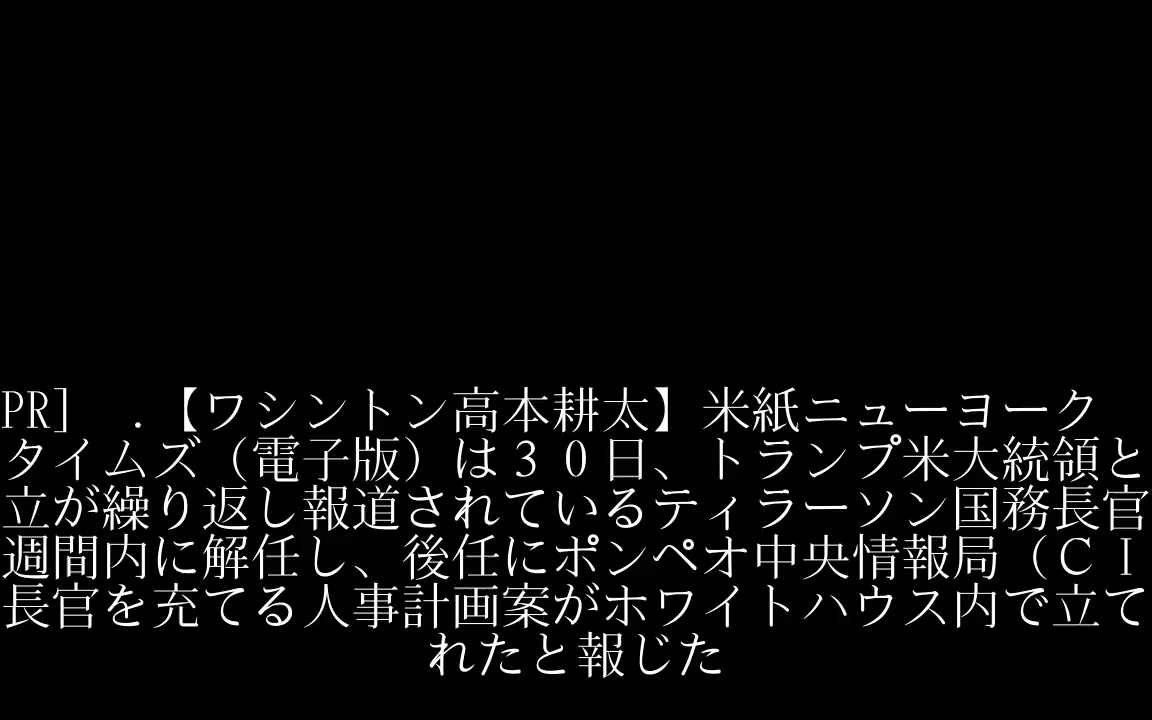 PR]　.【ワシントン高本耕太】米紙ニューヨーク
タイムズ（電子版）は３０日、トランプ米大統領と
立が繰り返し報道されているティラーソン国務長官
週間内に解任し、後任にポンペオ中央情報局（ＣＩ
長官を充てる人事計画案がホワイトハウス内で立て
れたと報じた